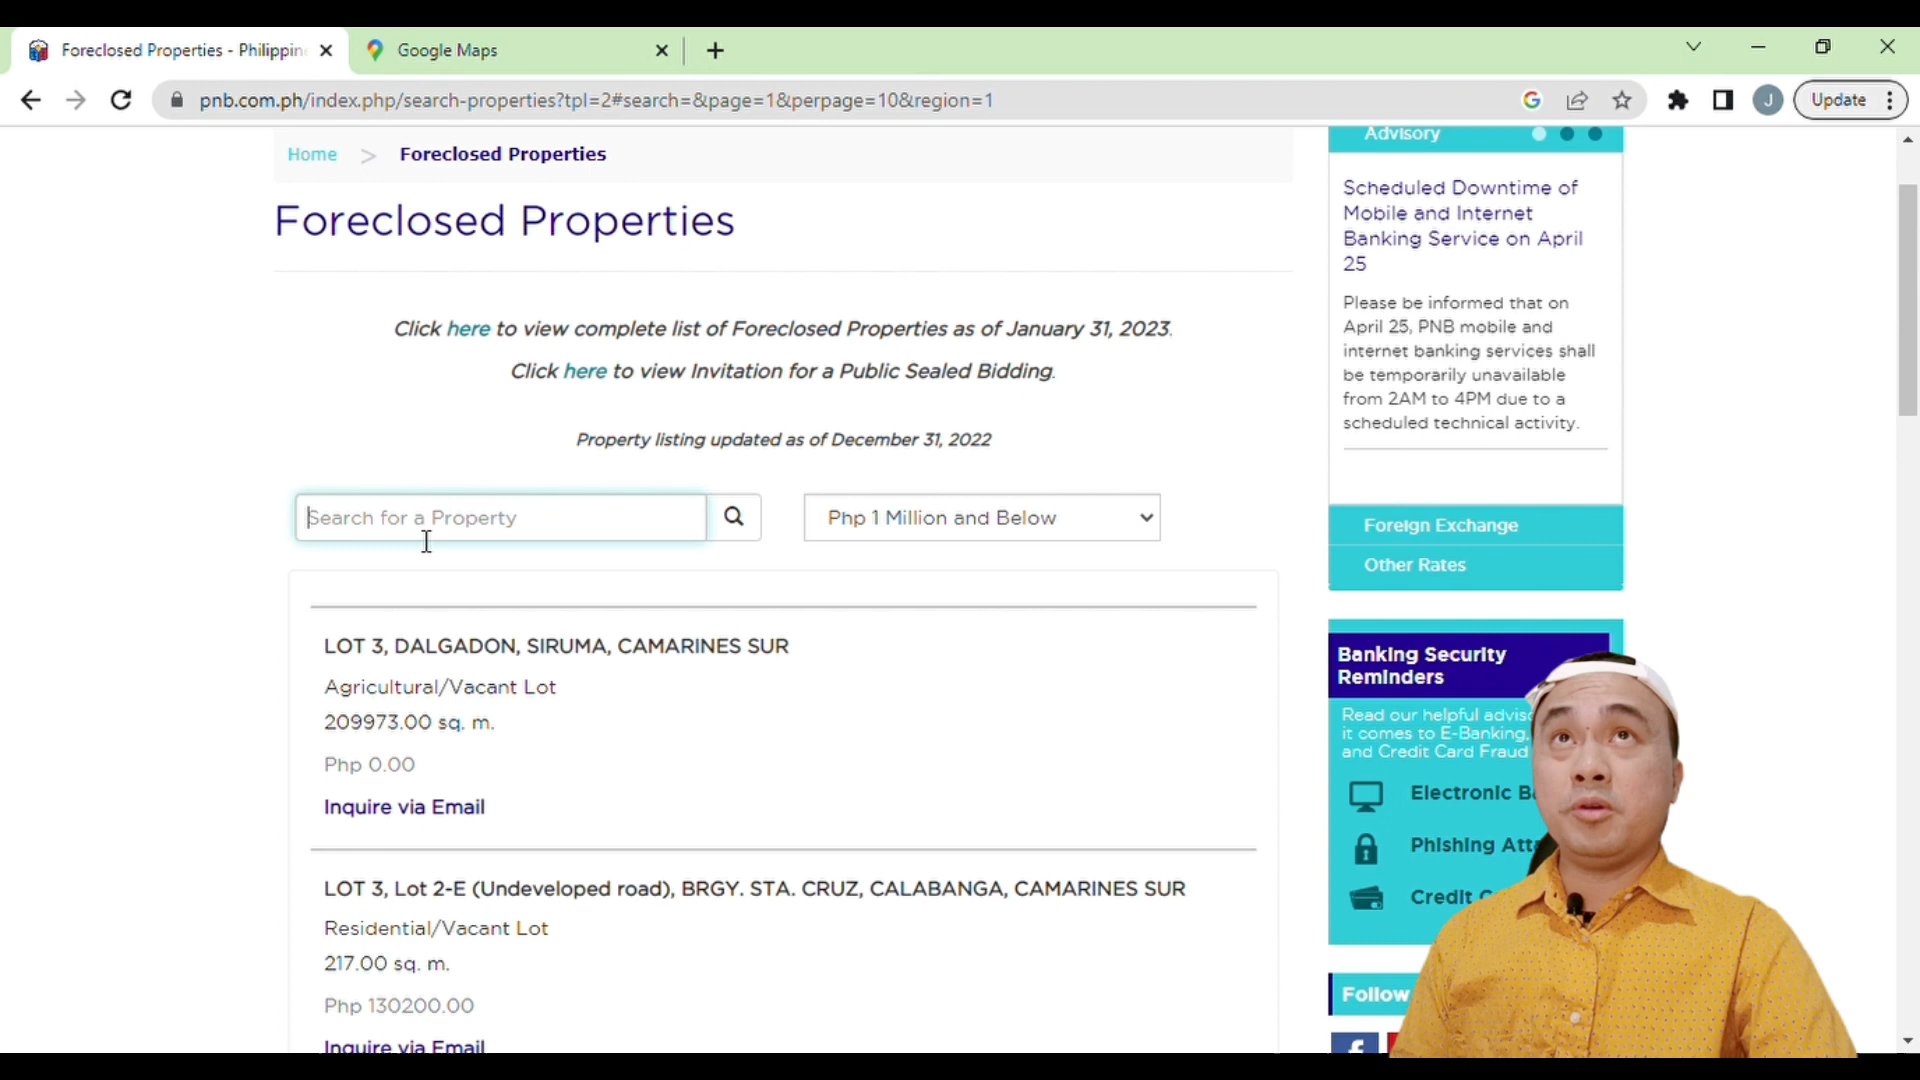 Foreclosed Properties - Philippin
Google Maps
pnb.com.ph/index.php/search-properties?tpl=2#search=&page=1&perpage=10&region=1
J
Update
Home > Foreclosed Properties
Foreclosed Properties
Click here to view complete list of Foreclosed Properties as of January 31, 2023.
Click here to view Invitation for a Public Sealed Bidding.
Property listing updated as of December 31, 2022
Search for a Property
Php 1 Million and Below
LOT 3, DALGADON, SIRUMA, CAMARINES SUR
Agricultural/Vacant Lot
209973.00 sq. m.
Php 0.00
Inquire via Email
LOT 3, Lot 2-E (Undeveloped road), BRGY. STA. CRUZ, CALABANGA, CAMARINES SUR
Residential/Vacant Lot
217.00 sq. m.
Php 130200.00
Inquire via Email
Advisory
Scheduled Downtime of
Mobile and Internet
Banking Service on April
25
Please be informed that on
April 25, PNB mobile and
internet banking services shall
be temporarily unavailable
from 2AM to 4PM due to a
scheduled technical activity.
Foreign Exchange
Other Rates
Banking Security
Reminders
Read our helpful
it comes to E-Banking,
and Credit Card Fraud
Electronic
Phishing
Follow